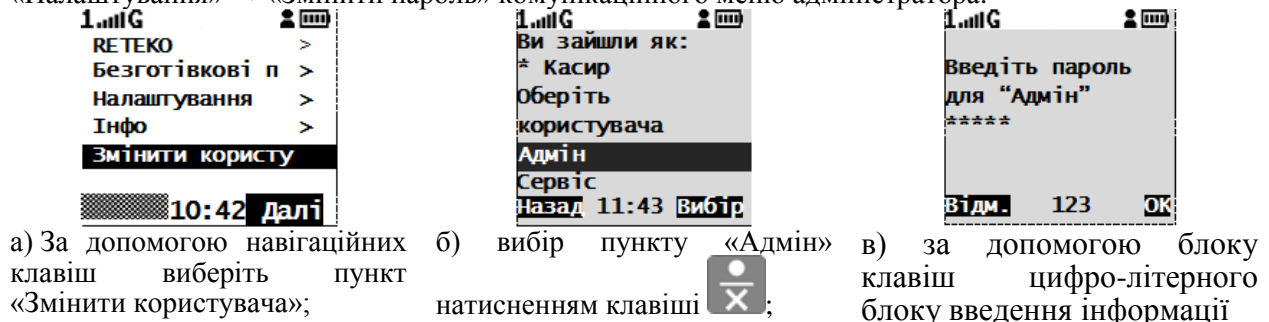 «Налаштування» → «Змінити пароль» комунікаційного меню адміністратора.
1 G
RETEKO >
Безготівкові п >
Налаштування >
Інфо >
Змінити користу
10:42 Далі
а) За допомогою навігаційних
клавіш виберіть пункт
«Змінити користувача»;
1 G
Ви зайшли як:
* Касир
Оберіть
користувача
Адмін
Сервіс
Назад 11:43 Вибір
б) вибір пункту «Адмін»
натисненням клавіші ;
1 G
Введіть пароль
для “Адмін”
*****
Відм. 123 OK
в) за допомогою блоку
клавіш цифро-літерного
блоку введення інформації